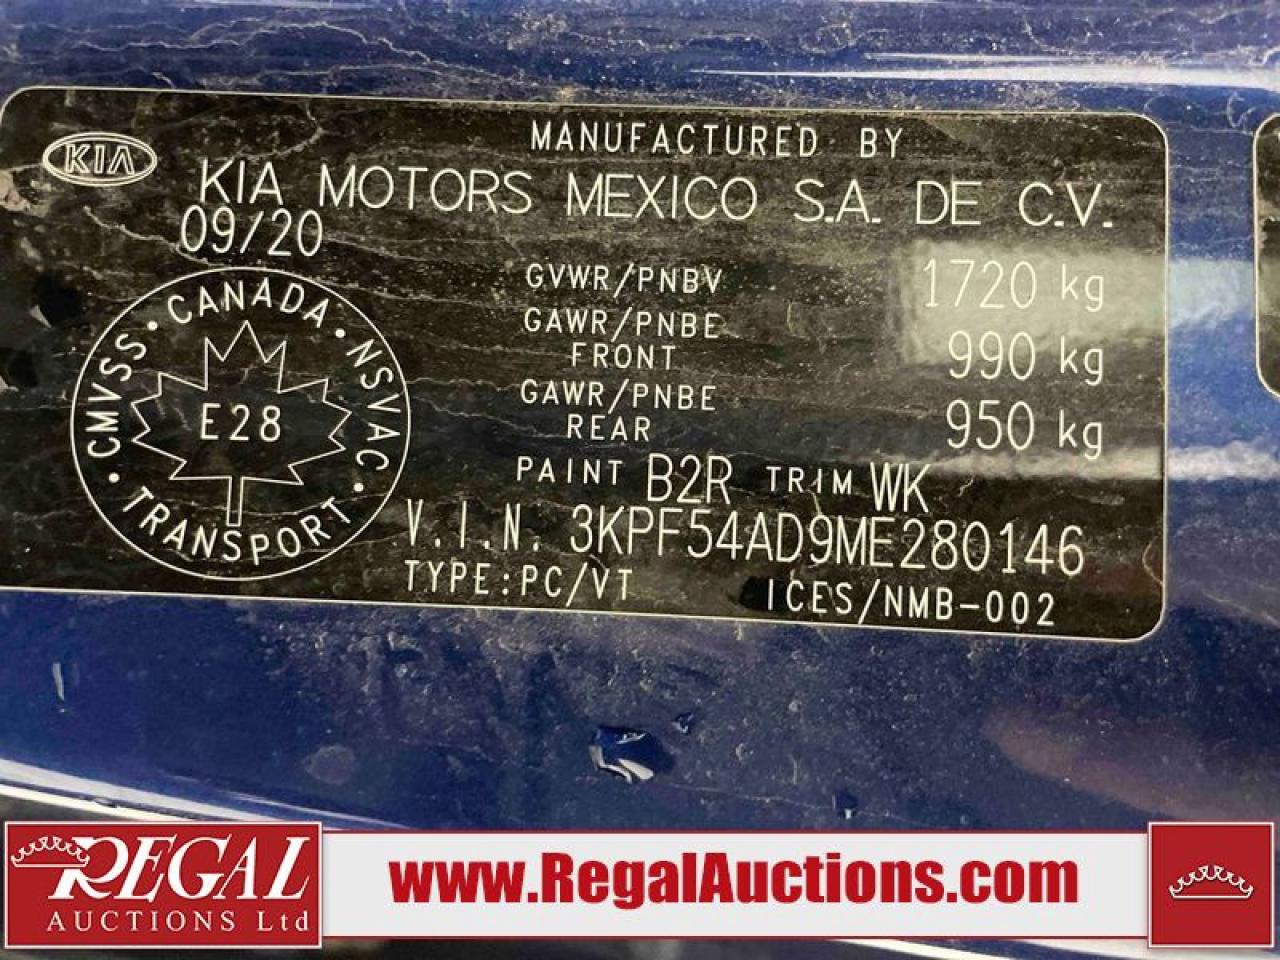 MANUFACTURED BY
KIA
KIA MOTORS MEXICO S.A. DE C.V.
09/20
GVWR/PNBV 1720 kg
GAWR/PNBE
FRONT 990 kg
GAWR/PNBE
REAR 950 kg
CANADA · NSVAC · TRANSPORT · CMVSS ·
E28
PAINT B2R TRIM WK
V.I.N. 3KPF54AD9ME280146
TYPE:PC/VT ICES/NMB-002
REGAL
AUCTIONS Ltd
www.RegalAuctions.com